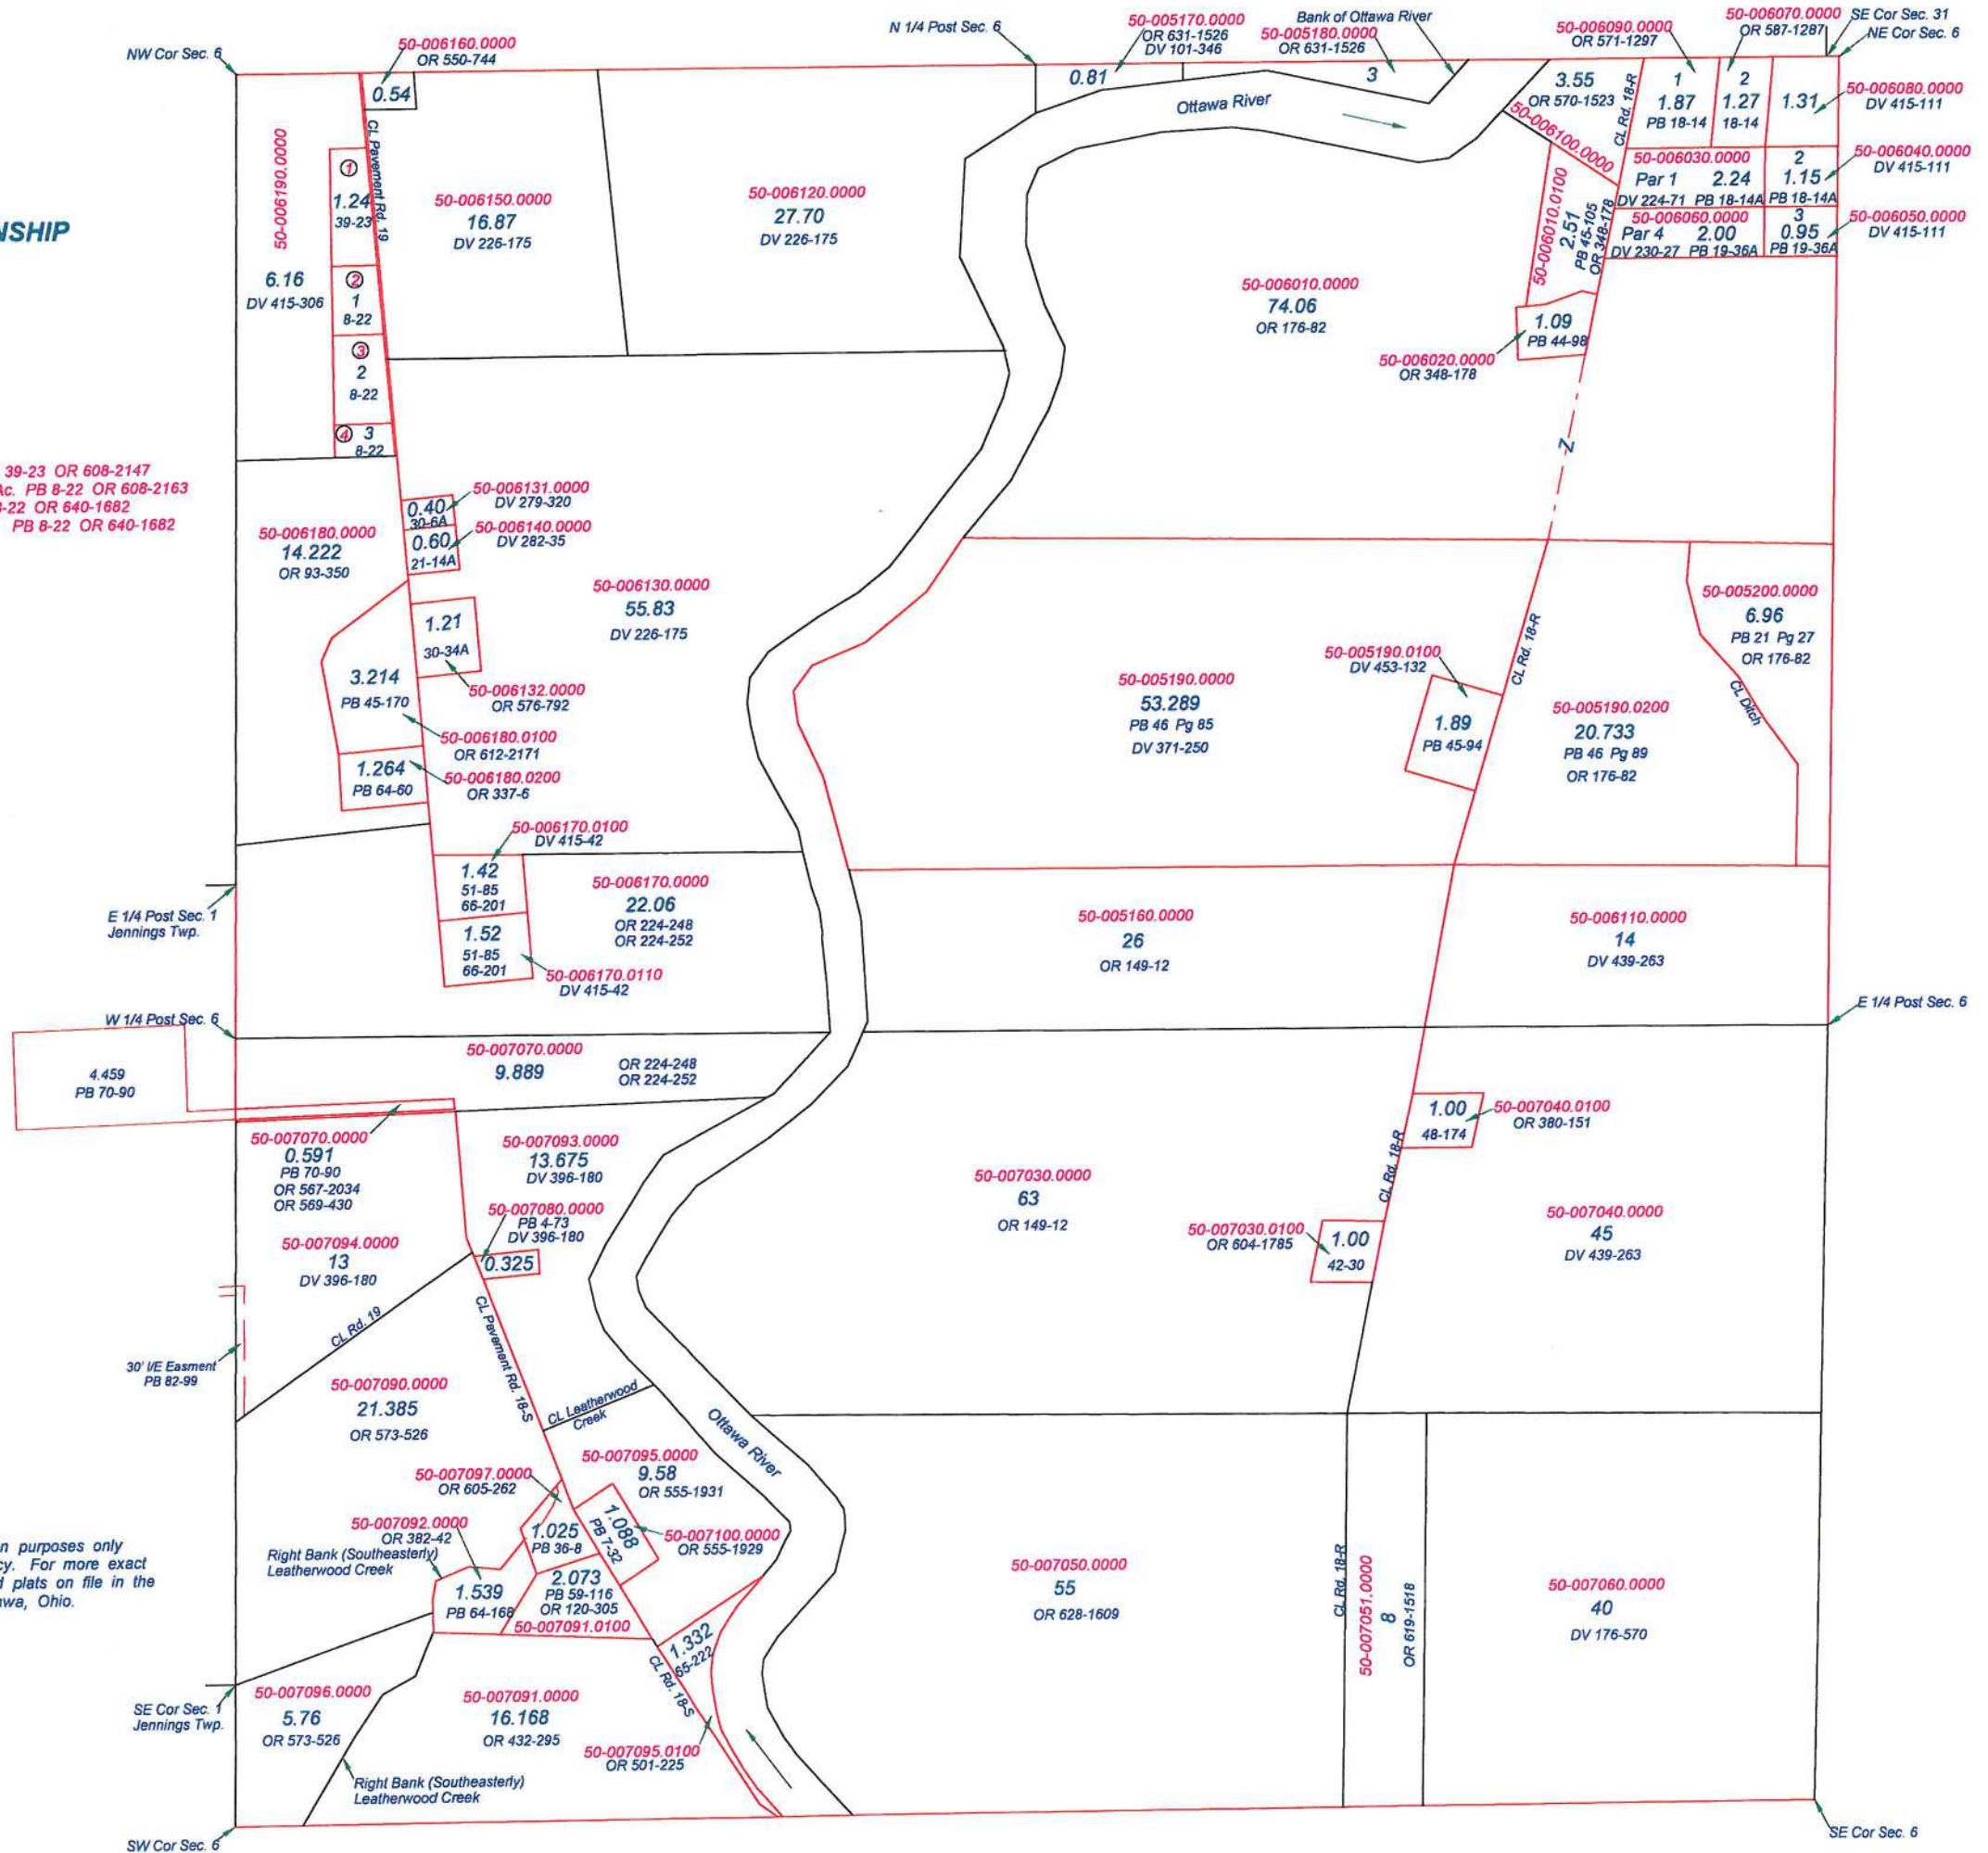 NW Cor Sec. 6
50-006160.0000
OR 550-744
0.54
N 1/4 Post Sec. 6
50-005170.0000
OR 631-1526
DV 101-346
0.81
Bank of Ottawa River
50-005180.0000
OR 631-1526
3
Ottawa River
50-006090.0000
OR 571-1297
50-006070.0000
OR 587-1287
SE Cor Sec. 31
NE Cor Sec. 6
3.55
OR 570-1523
50-006100.0000
CL Rd. 18-R
1
1.87
PB 18-14
2
1.27
18-14
1.31
50-006080.0000
DV 415-111
50-006030.0000
Par 1 2.24
DV 224-71 PB 18-14A
2
1.15
PB 18-14A
50-006040.0000
DV 415-111
50-006060.0000
Par 4 2.00
DV 230-27 PB 19-36A
3
0.95
PB 19-36A
50-006050.0000
DV 415-111
50-006010.0100
2.51
PB 45-105
OR 348-178
1.09
PB 44-98
50-006020.0000
OR 348-178
NSHIP
50-006190.0000
6.16
DV 415-306
CL Pavement Rd. 19
1
1.24
39-23
2
1
8-22
3
2
8-22
4
3
8-22
50-006150.0000
16.87
DV 226-175
50-006120.0000
27.70
DV 226-175
50-006010.0000
74.06
OR 176-82
Z
39-23 OR 608-2147
Ac. PB 8-22 OR 608-2163
8-22 OR 640-1682
PB 8-22 OR 640-1682
50-006180.0000
14.222
OR 93-350
0.40
30-6A
50-006131.0000
DV 279-320
0.60
21-14A
50-006140.0000
DV 282-35
50-006130.0000
55.83
DV 226-175
1.21
30-34A
50-006132.0000
OR 576-792
3.214
PB 45-170
50-006180.0100
OR 612-2171
1.264
PB 64-60
50-006180.0200
OR 337-6
50-005190.0000
53.289
PB 46 Pg 85
DV 371-250
50-005190.0100
DV 453-132
1.89
PB 45-94
CL Rd. 18-R
50-005190.0200
20.733
PB 46 Pg 89
OR 176-82
50-005200.0000
6.96
PB 21 Pg 27
OR 176-82
CL Ditch
50-006170.0100
DV 415-42
1.42
51-85
66-201
1.52
51-85
66-201
50-006170.0110
DV 415-42
50-006170.0000
22.06
OR 224-248
OR 224-252
E 1/4 Post Sec. 1
Jennings Twp.
50-005160.0000
26
OR 149-12
50-006110.0000
14
DV 439-263
W 1/4 Post Sec. 6
E 1/4 Post Sec. 6
4.459
PB 70-90
50-007070.0000
9.889
OR 224-248
OR 224-252
50-007070.0000
0.591
PB 70-90
OR 567-2034
OR 569-430
50-007094.0000
13
DV 396-180
50-007093.0000
13.675
DV 396-180
50-007080.0000
PB 4-73
DV 396-180
0.325
50-007030.0000
63
OR 149-12
1.00
48-174
50-007040.0100
OR 380-151
CL Rd. 18-R
50-007030.0100
OR 604-1785
1.00
42-30
50-007040.0000
45
DV 439-263
30' I/E Easment
PB 82-99
CL Rd. 19
CL Pavement Rd. 18-S
50-007090.0000
21.385
OR 573-526
CL Leatherwood
Creek
Ottawa River
50-007095.0000
9.58
OR 555-1931
50-007097.0000
OR 605-262
50-007092.0000
OR 382-42
Right Bank (Southeasterly)
Leatherwood Creek
1.025
PB 36-8
1.088
PB 7-32
50-007100.0000
OR 555-1929
1.539
PB 64-168
2.073
PB 59-116
OR 120-305
50-007091.0100
1.332
65-222
CL Rd. 18-S
n purposes only
cy. For more exact
d plats on file in the
awa, Ohio.
50-007050.0000
55
OR 628-1609
CL Rd. 18-R
50-007051.0000
8
OR 619-1518
50-007060.0000
40
DV 176-570
SE Cor Sec. 1
Jennings Twp.
50-007096.0000
5.76
OR 573-526
50-007091.0000
16.168
OR 432-295
50-007095.0100
OR 501-225
Right Bank (Southeasterly)
Leatherwood Creek
SW Cor Sec. 6
SE Cor Sec. 6